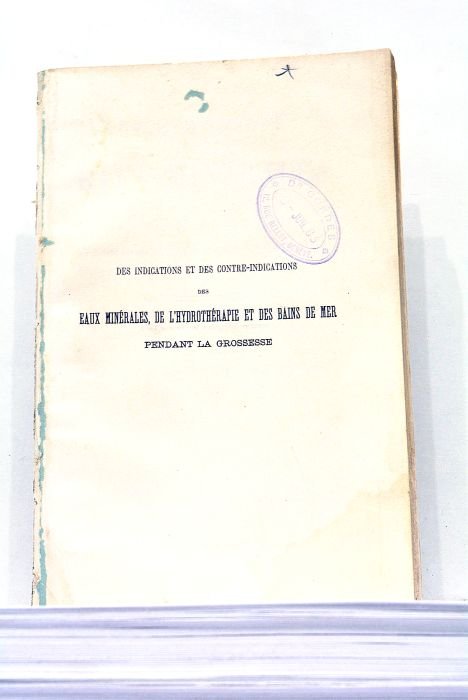 DES INDICATIONS ET DES CONTRE-INDICATIONS
DES
EAUX MINÉRALES, DE L'HYDROTHÉRAPIE ET DES BAINS DE MER
PENDANT LA GROSSESSE